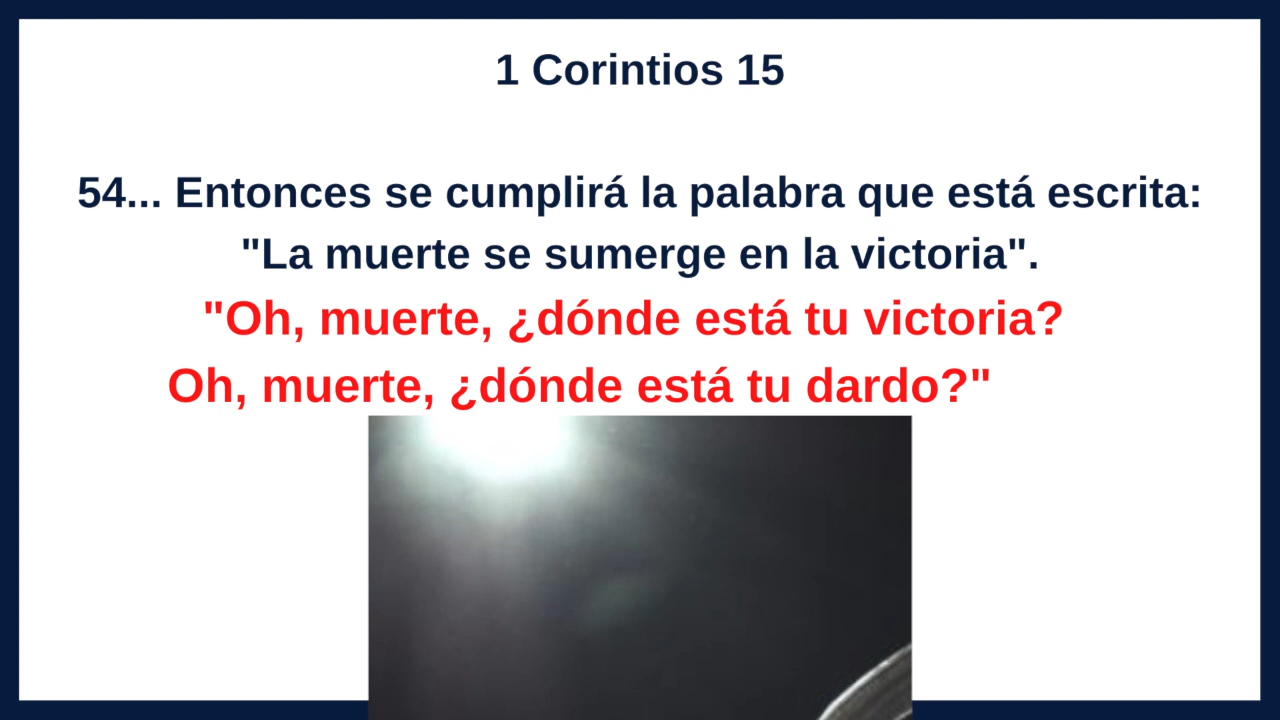 1 Corintios 15
54... Entonces se cumplirá la palabra que está escrita:
"La muerte se sumerge en la victoria".
"Oh, muerte, ¿dónde está tu victoria?
Oh, muerte, ¿dónde está tu dardo?"